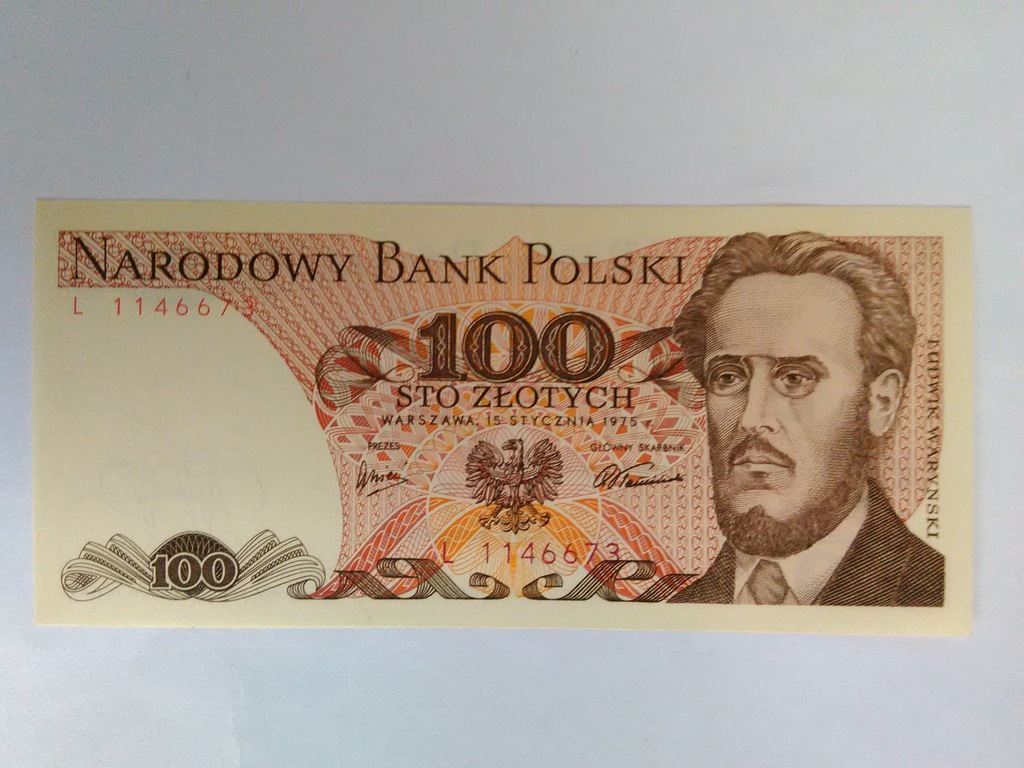 NARODOWY BANK POLSKI
L 1146673
100
STO ZŁOTYCH
WARSZAWA, 15 STYCZNIA 1975 r.
PREZES
GŁÓWNY SKARBNIK
L 1146673
100
LUDWIK WARYŃSKI